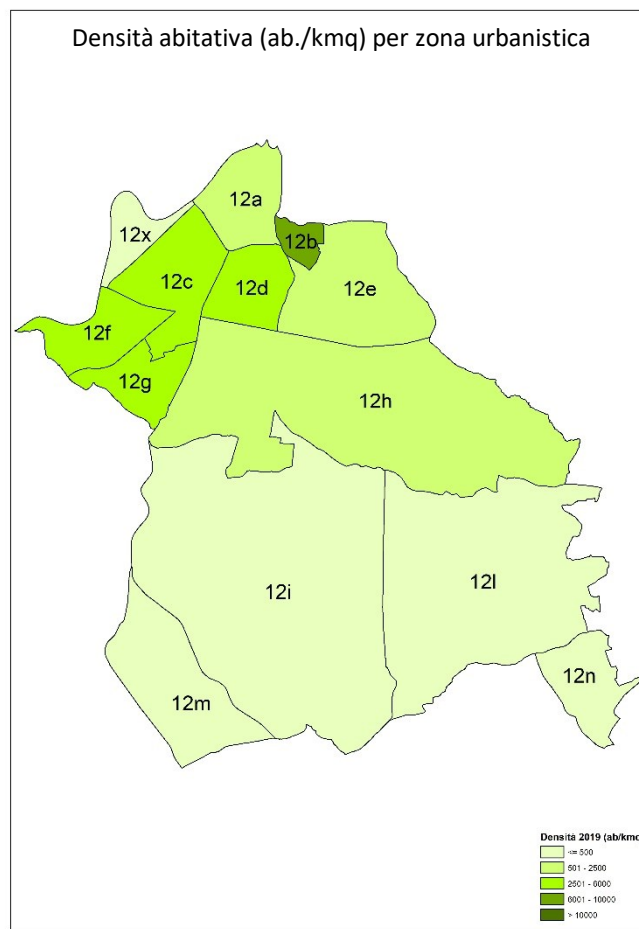 Densità abitativa (ab./kmq) per zona urbanistica
12a
12x
12b
12c
12d
12e
12f
12g
12h
12i
12l
12n
12m
Densità 2019 (ab/kmq
<= 500
501 - 2500
2501 - 6000
6001 - 10000
> 10000